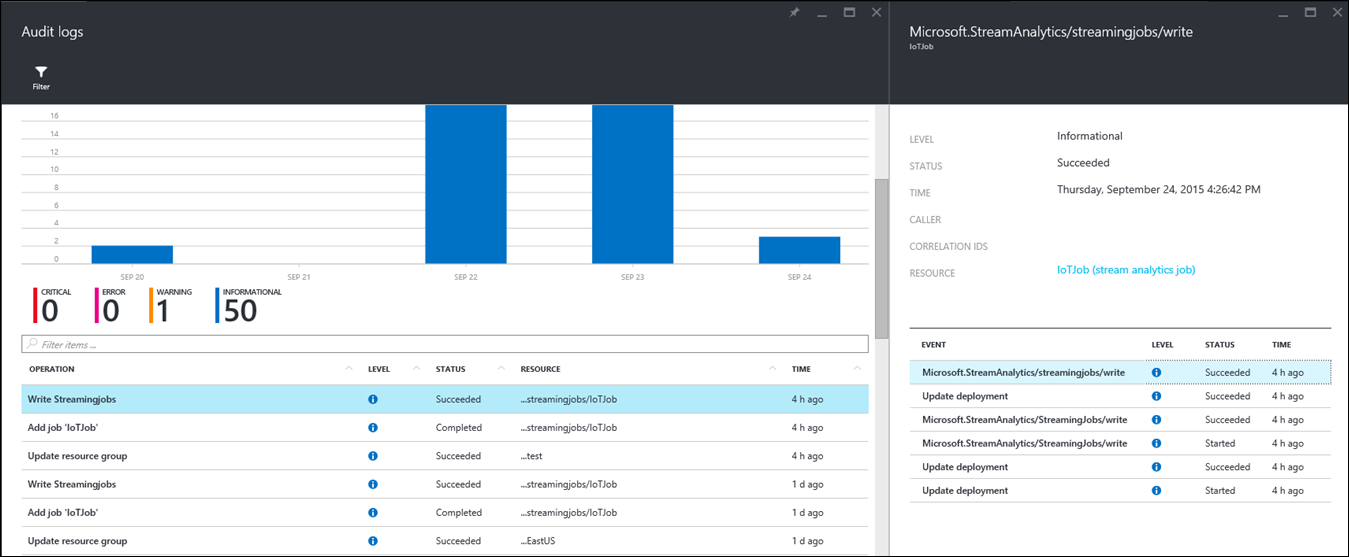 Audit logs
Filter
16
14
12
10
8
6
4
2
0
SEP 20 SEP 21 SEP 22 SEP 23 SEP 24
CRITICAL ERROR WARNING INFORMATIONAL
0 0 1 50
Filter items ...
OPERATION LEVEL STATUS RESOURCE TIME
Write Streamingjobs Succeeded ...streamingjobs/IoTJob 4 h ago
Add job 'IoTJob' Completed ...streamingjobs/IoTJob 4 h ago
Update resource group Succeeded ...test 4 h ago
Write Streamingjobs Succeeded ...streamingjobs/IoTJob 1 d ago
Add job 'IoTJob' Completed ...streamingjobs/IoTJob 1 d ago
Update resource group Succeeded ...EastUS 1 d ago
Microsoft.StreamAnalytics/streamingjobs/write
IoTJob
LEVEL Informational
STATUS Succeeded
TIME Thursday, September 24, 2015 4:26:42 PM
CALLER
CORRELATION IDS
RESOURCE IoTJob (stream analytics job)
EVENT LEVEL STATUS TIME
Microsoft.StreamAnalytics/streamingjobs/write Succeeded 4 h ago
Update deployment Succeeded 4 h ago
Microsoft.StreamAnalytics/StreamingJobs/write Succeeded 4 h ago
Microsoft.StreamAnalytics/StreamingJobs/write Started 4 h ago
Update deployment Succeeded 4 h ago
Update deployment Started 4 h ago